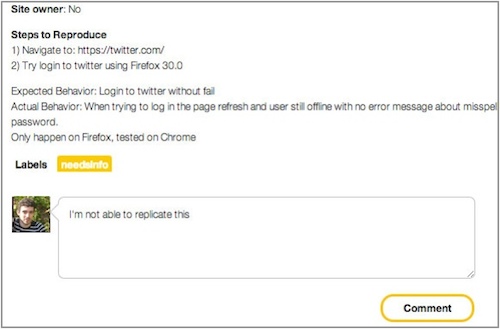 Site owner: No
Steps to Reproduce
1) Navigate to: https://twitter.com/
2) Try login to twitter using Firefox 30.0
Expected Behavior: Login to twitter without fail
Actual Behavior: When trying to log in the page refresh and user still offline with no error message about misspel
password.
Only happen on Firefox, tested on Chrome
Labels needsinfo
I'm not able to replicate this
Comment